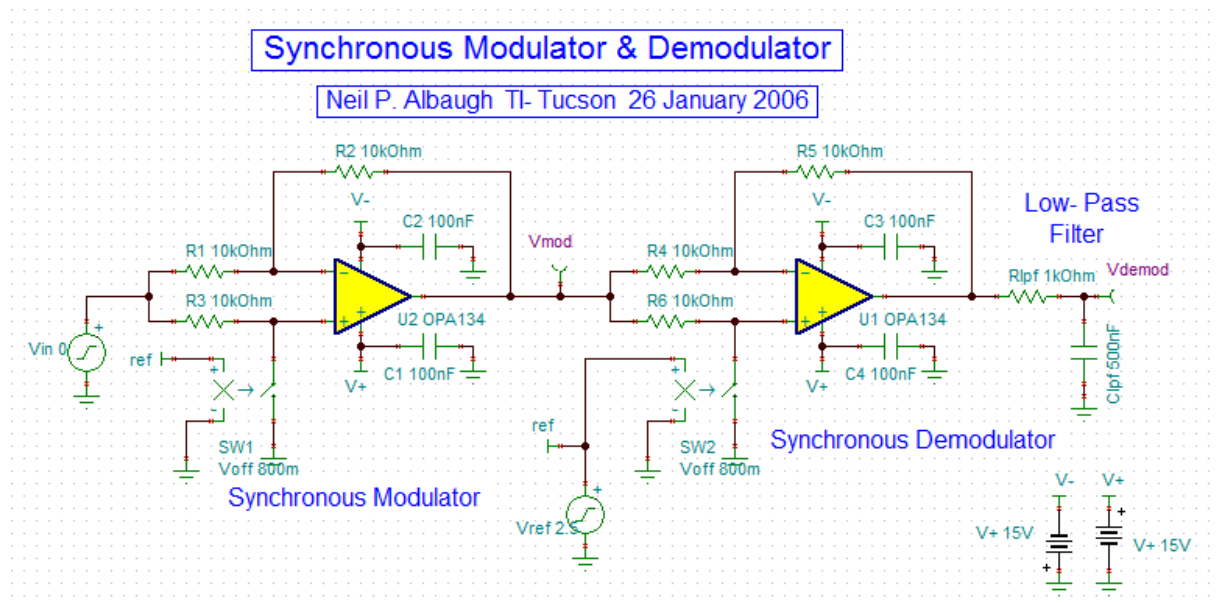 Synchronous Modulator & Demodulator
Neil P. Albaugh TI- Tucson 26 January 2006
R2 10kOhm
R5 10kOhm
V-
V-
C2 100nF
C3 100nF
Low- Pass
Filter
R1 10kOhm
Vmod
R4 10kOhm
Rlpf 1kOhm
Vdemod
R3 10kOhm
R6 10kOhm
U2 OPA134
U1 OPA134
Vin 0
ref
V+
C1 100nF
V+
C4 100nF
Clpf 500nF
ref
SW1
Voff 800m
SW2
Voff 800m
Synchronous Demodulator
Synchronous Modulator
Vref 2.5
V-
V+
V+ 15V
V+ 15V